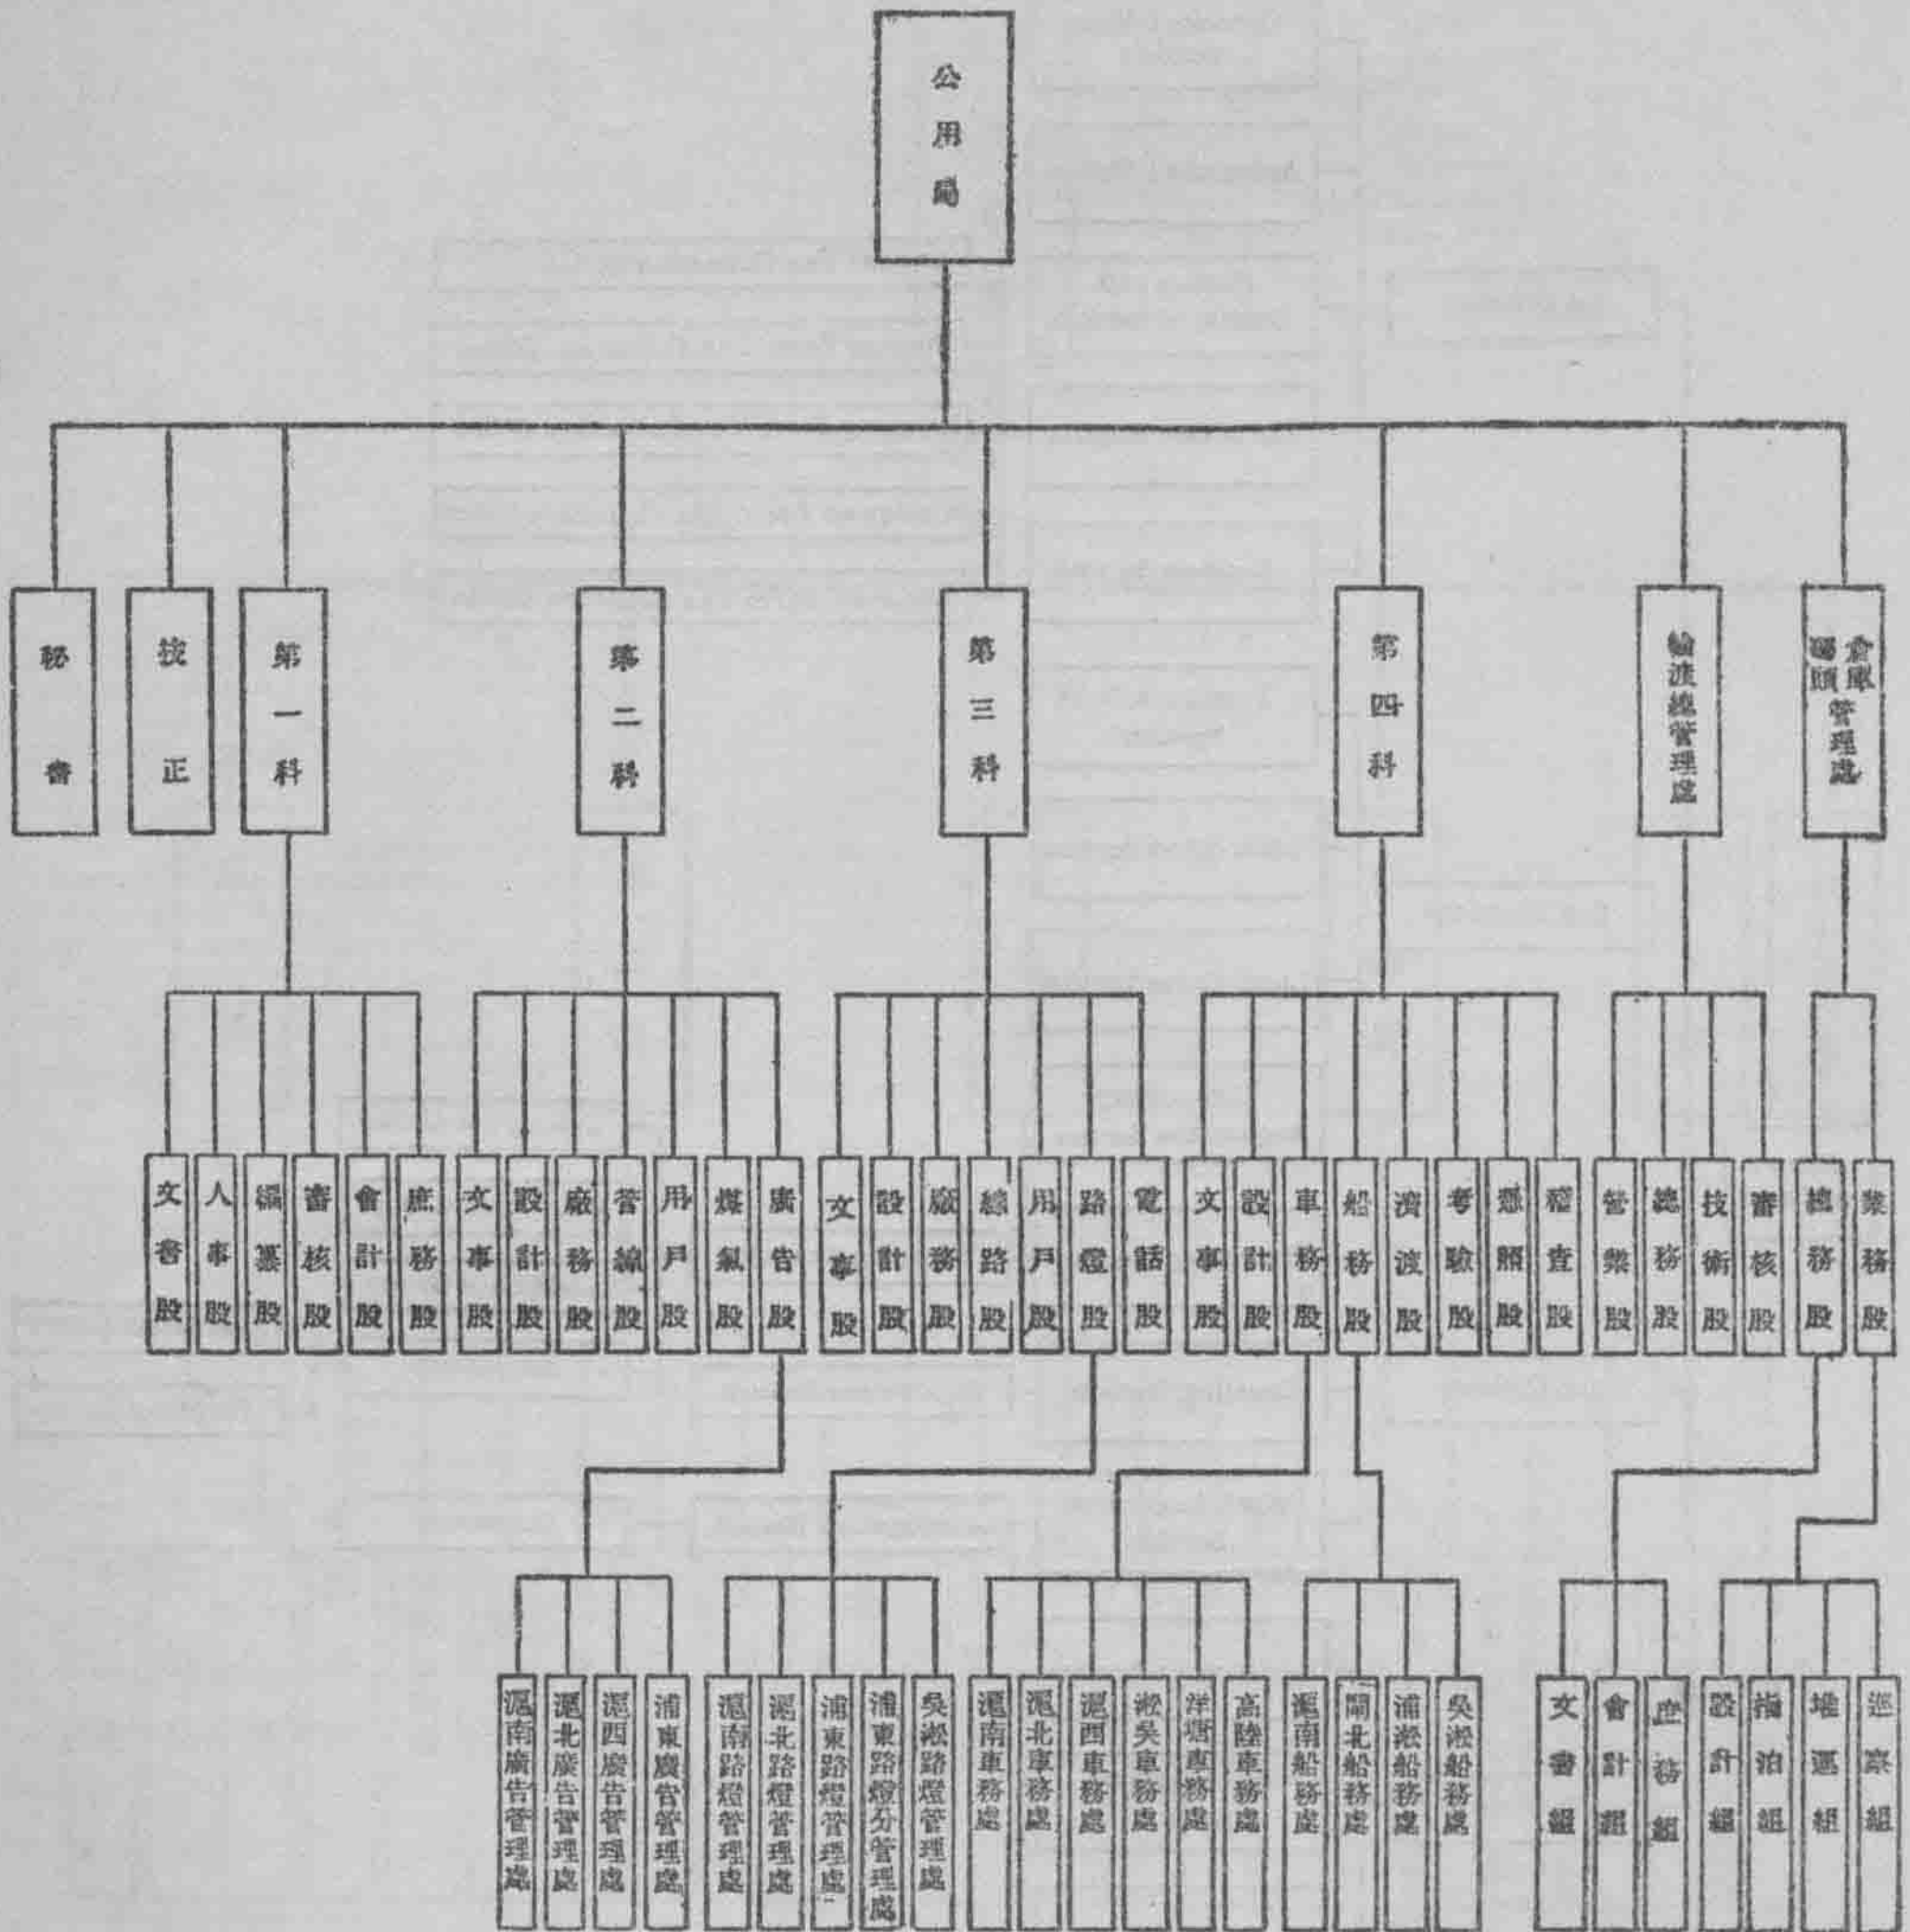 公用局
秘書
技正
第一科
第二科
第三科
第四科
輪渡總管理處
倉庫碼頭管理處
文書股
人事股
編纂股
審核股
會計股
庶務股
文事股
設計股
廠務股
管線股
用戶股
煤氣股
廣告股
文事股
設計股
廠務股
線路股
用戶股
路燈股
電話股
文事股
設計股
車務股
船務股
濟渡股
考驗股
懸照股
稽查股
營業股
總務股
技術股
審核股
總務股
業務股
滬南廣告管理處
滬北廣告管理處
滬西廣告管理處
浦東廣告管理處
滬南路燈管理處
滬北路燈管理處
浦東路燈管理處
浦東路燈分管理處
吳淞路燈管理處
滬南車務處
滬北車務處
滬西車務處
淞吳車務處
洋塘車務處
高陸車務處
滬南船務處
閘北船務處
浦淞船務處
吳淞船務處
文書組
會計組
庶務組
設計組
指泊組
堆運組
巡察組